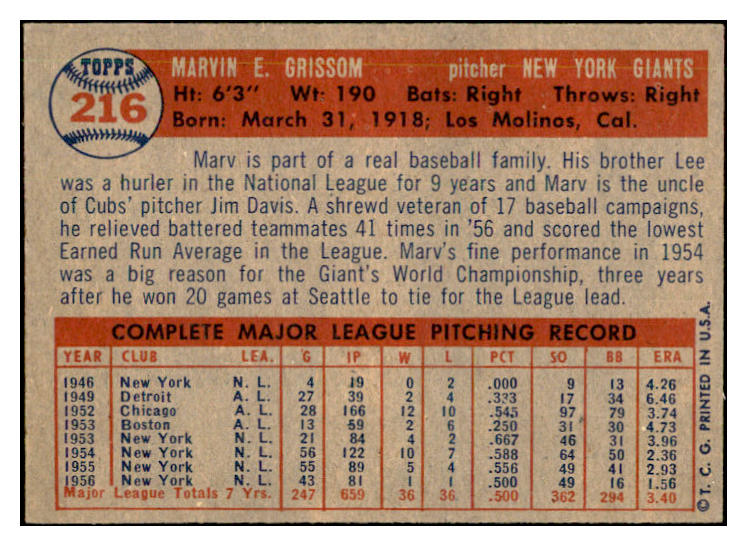 TOPPS
216
MARVIN E. GRISSOM pitcher NEW YORK GIANTS
Ht: 6'3" Wt: 190 Bats: Right Throws: Right
Born: March 31, 1918; Los Molinos, Cal.
Marv is part of a real baseball family. His brother Lee
was a hurler in the National League for 9 years and Marv is the uncle
of Cubs' pitcher Jim Davis. A shrewd veteran of 17 baseball campaigns,
he relieved battered teammates 41 times in '56 and scored the lowest
Earned Run Average in the League. Marv's fine performance in 1954
was a big reason for the Giant's World Championship, three years
after he won 20 games at Seattle to tie for the League lead.
COMPLETE MAJOR LEAGUE PITCHING RECORD
YEAR CLUB LEA. G IP W L PCT SO BB ERA
1946 New York N. L. 4 19 0 2 .000 9 13 4.26
1949 Detroit A. L. 27 39 2 4 .333 17 34 6.46
1952 Chicago A. L. 28 166 12 10 .545 97 79 3.74
1953 Boston A. L. 13 59 2 6 .250 31 30 4.73
1953 New York N. L. 21 84 4 2 .667 46 31 3.96
1954 New York N. L. 56 122 10 7 .588 64 50 2.36
1955 New York N. L. 55 89 5 4 .556 49 41 2.93
1956 New York N. L. 43 81 1 1 .500 49 16 1.56
Major League Totals 7 Yrs. 247 659 36 36 .500 362 294 3.40
©T. C. G. PRINTED IN U.S.A.